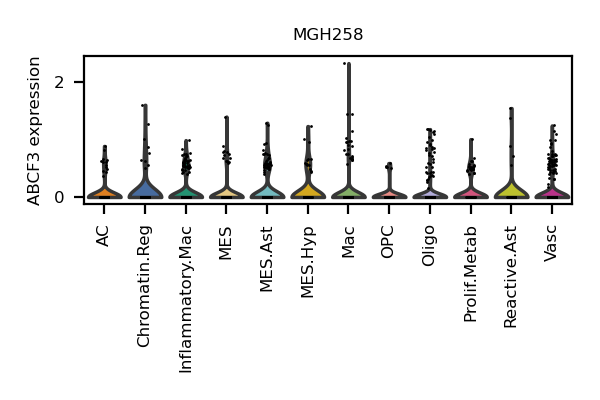 MGH258
ABCF3 expression
2
0
AC
Chromatin.Reg
Inflammatory.Mac
MES
MES.Ast
MES.Hyp
Mac
OPC
Oligo
Prolif.Metab
Reactive.Ast
Vasc